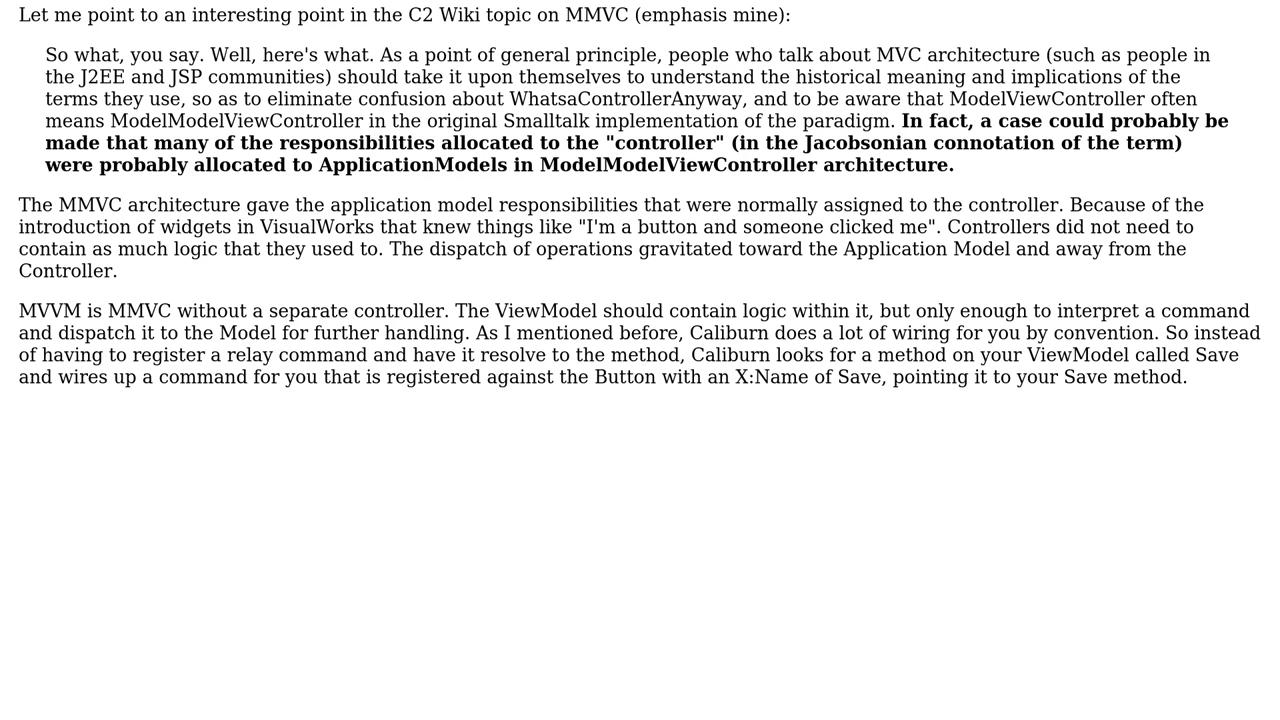 Let me point to an interesting point in the C2 Wiki topic on MMVC (emphasis mine):
So what, you say. Well, here's what. As a point of general principle, people who talk about MVC architecture (such as people in
the J2EE and JSP communities) should take it upon themselves to understand the historical meaning and implications of the
terms they use, so as to eliminate confusion about WhatsaControllerAnyway, and to be aware that ModelViewController often
means ModelModelViewController in the original Smalltalk implementation of the paradigm. In fact, a case could probably be
made that many of the responsibilities allocated to the "controller" (in the Jacobsonian connotation of the term)
were probably allocated to ApplicationModels in ModelModelViewController architecture.
The MMVC architecture gave the application model responsibilities that were normally assigned to the controller. Because of the
introduction of widgets in VisualWorks that knew things like "I'm a button and someone clicked me". Controllers did not need to
contain as much logic that they used to. The dispatch of operations gravitated toward the Application Model and away from the
Controller.
MVVM is MMVC without a separate controller. The ViewModel should contain logic within it, but only enough to interpret a command
and dispatch it to the Model for further handling. As I mentioned before, Caliburn does a lot of wiring for you by convention. So instead
of having to register a relay command and have it resolve to the method, Caliburn looks for a method on your ViewModel called Save
and wires up a command for you that is registered against the Button with an X:Name of Save, pointing it to your Save method.